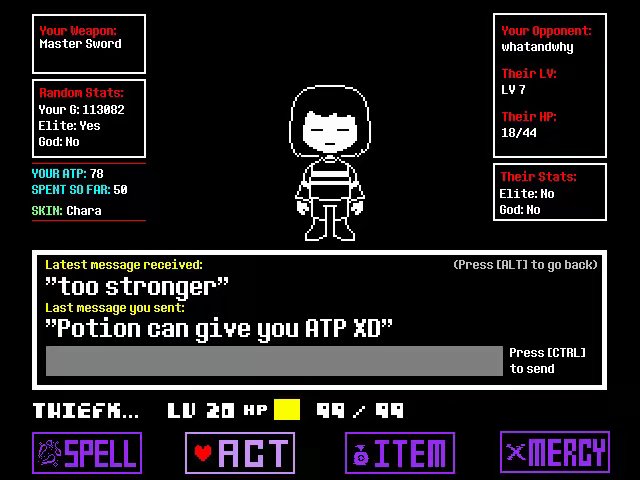 Your Weapon:
Master Sword
Random Stats:
Your G: 113082
Elite: Yes
God: No
YOUR ATP: 78
SPENT SO FAR: 50
SKIN: Chara
Your Opponent:
whatandwhy
Their LV:
LV 7
Their HP:
18/44
Their Stats:
Elite: No
God: No
Latest message received:
(Press [ALT] to go back)
"too stronger"
Last message you sent:
"Potion can give you ATP XD"
Press [CTRL]
to send
THIEFK... LV 20 HP 99 / 99
SPELL ACT ITEM MERCY